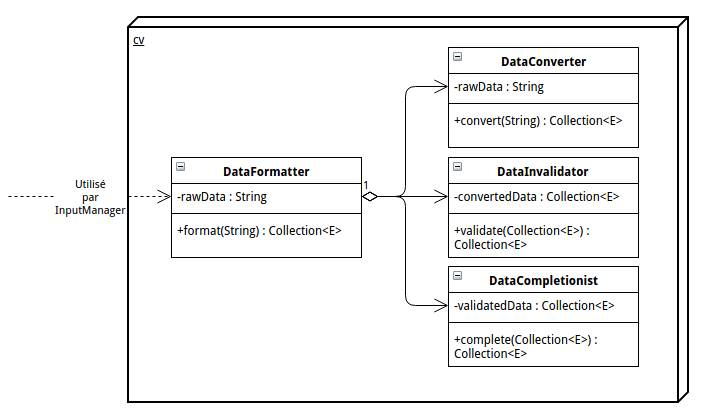 cv
DataConverter
-rawData : String
+convert(String) : Collection<E>
Utilisé
par
InputManager
DataFormatter
-rawData : String
+format(String) : Collection<E>
1
DataInvalidator
-convertedData : Collection<E>
+validate(Collection<E>) :
Collection<E>
DataCompletionist
-validatedData : Collection<E>
+complete(Collection<E>) :
Collection<E>